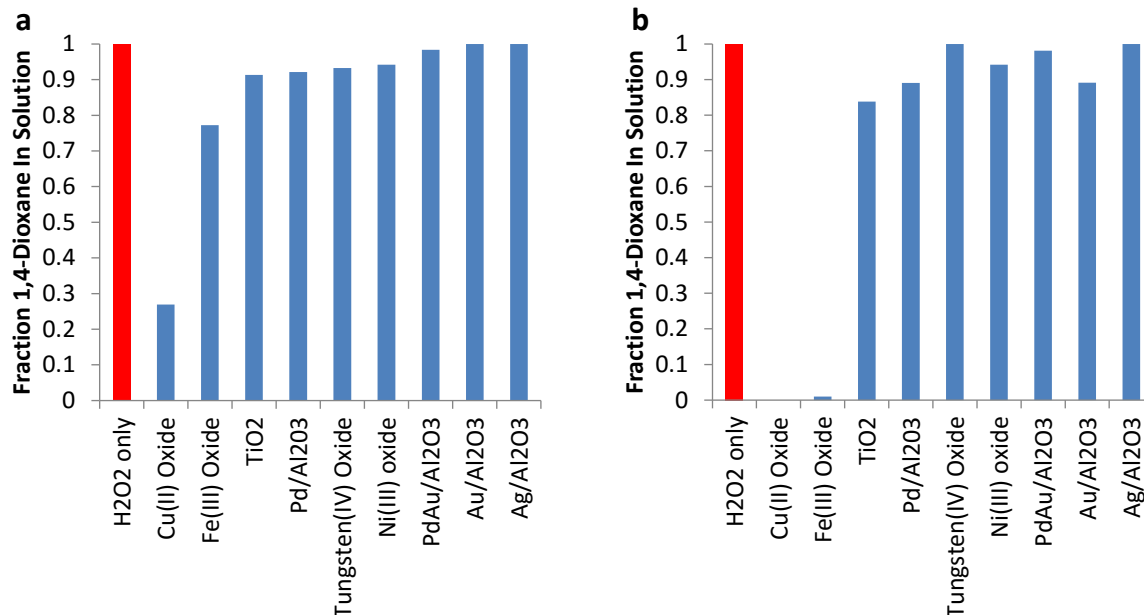 a
Fraction 1,4-Dioxane In Solution
1
0.9
0.8
0.7
0.6
0.5
0.4
0.3
0.2
0.1
0
H2O2 only
Cu(II) Oxide
Fe(III) Oxide
TiO2
Pd/Al203
Tungsten(IV) Oxide
Ni(III) oxide
PdAu/Al2O3
Au/Al2O3
Ag/Al2O3
b
Fraction 1,4-Dioxane In Solution
1
0.9
0.8
0.7
0.6
0.5
0.4
0.3
0.2
0.1
0
H2O2 only
Cu(II) Oxide
Fe(III) Oxide
TiO2
Pd/Al203
Tungsten(IV) Oxide
Ni(III) oxide
PdAu/Al2O3
Au/Al2O3
Ag/Al2O3